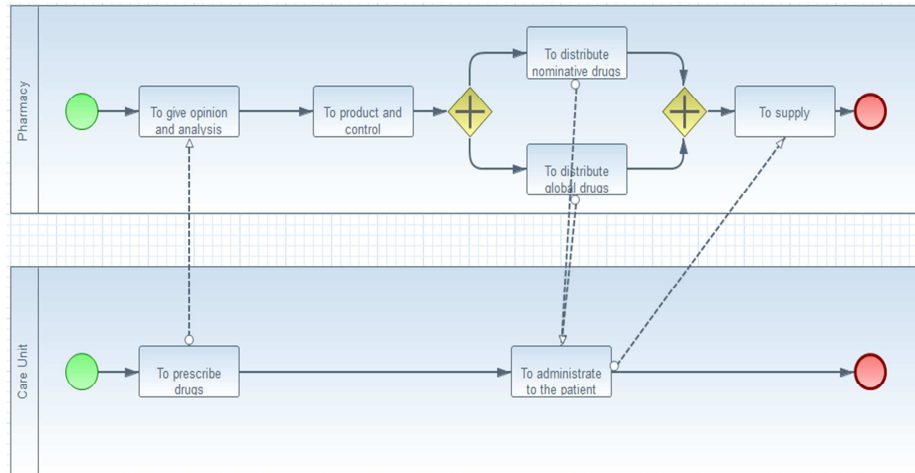 Pharmacy
To give opinion
and analysis
To product and
control
To distribute
nominative drugs
To distribute
global drugs
To supply
Care Unit
To prescribe
drugs
To administrate
to the patient